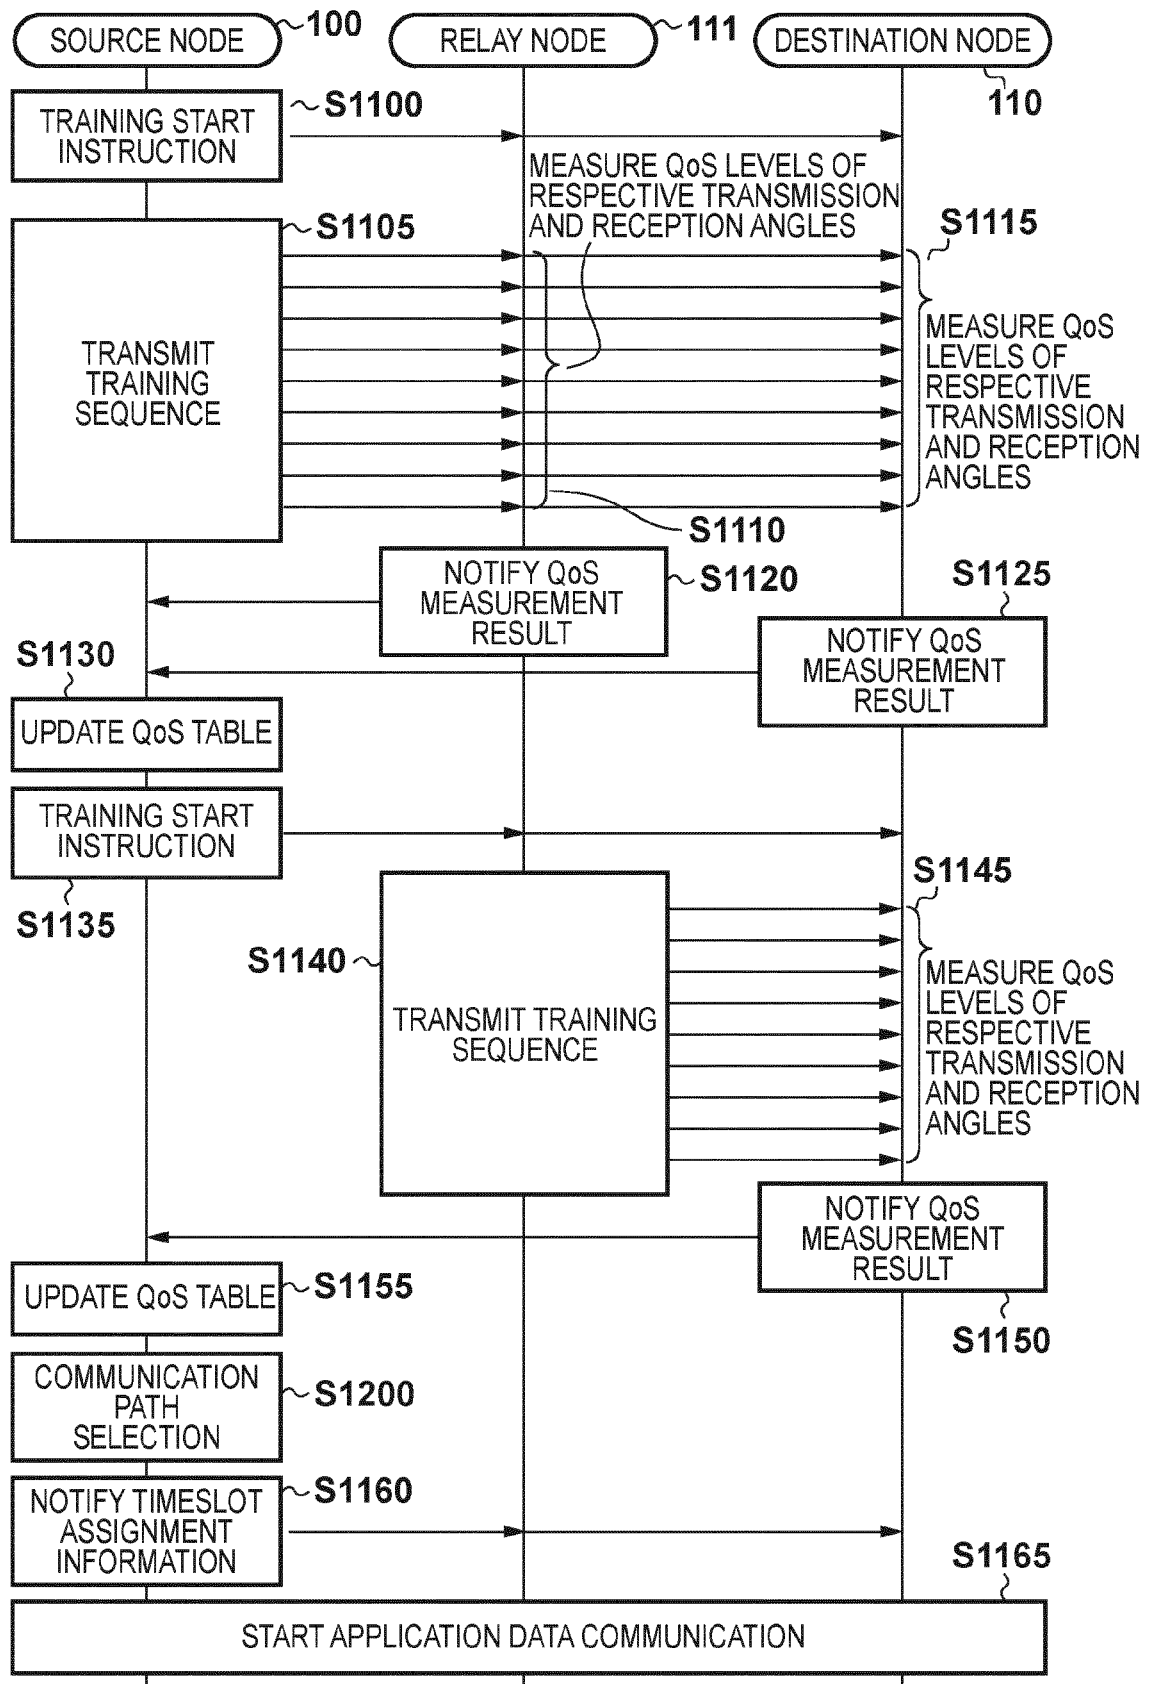 SOURCE NODE
100
RELAY NODE
111
DESTINATION NODE
110
TRAINING START
INSTRUCTION
S1100
MEASURE QoS LEVELS OF
RESPECTIVE TRANSMISSION
AND RECEPTION ANGLES
S1105
TRANSMIT
TRAINING
SEQUENCE
S1115
MEASURE QoS
LEVELS OF
RESPECTIVE
TRANSMISSION
AND RECEPTION
ANGLES
S1110
NOTIFY QoS
MEASUREMENT
RESULT
S1120
S1125
NOTIFY QoS
MEASUREMENT
RESULT
S1130
UPDATE QoS TABLE
TRAINING START
INSTRUCTION
S1135
S1140
TRANSMIT TRAINING
SEQUENCE
S1145
MEASURE QoS
LEVELS OF
RESPECTIVE
TRANSMISSION
AND RECEPTION
ANGLES
NOTIFY QoS
MEASUREMENT
RESULT
S1150
UPDATE QoS TABLE
S1155
COMMUNICATION
PATH
SELECTION
S1200
NOTIFY TIMESLOT
ASSIGNMENT
INFORMATION
S1160
S1165
START APPLICATION DATA COMMUNICATION